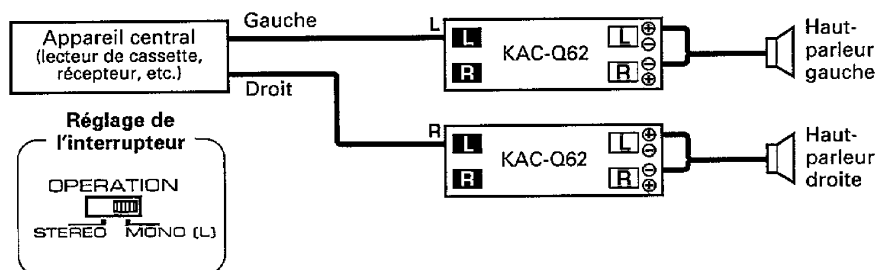 Appareil central
(lecteur de cassette,
récepteur, etc.)
Gauche
Droit
L
L
R
KAC-Q62
L ⊕
⊖
R ⊖
⊕
Haut-
parleur
gauche
R
L
R
KAC-Q62
L ⊕
⊖
R ⊖
⊕
Haut-
parleur
droite
Réglage de
l'interrupteur
OPERATION
STEREO MONO (L)